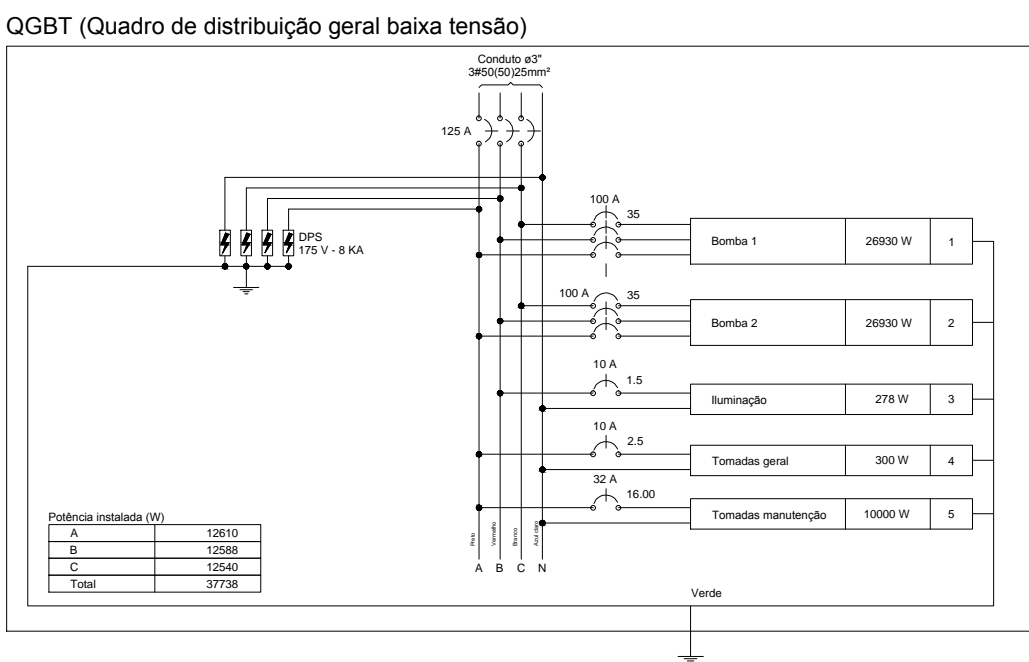 QGBT (Quadro de distribuição geral baixa tensão)
Conduto ø3"
3#50(50)25mm²
125 A
DPS
175 V - 8 KA
100 A
35
Bomba 1 26930 W 1
100 A
35
Bomba 2 26930 W 2
10 A
1.5
Iluminação 278 W 3
10 A
2.5
Tomadas geral 300 W 4
32 A
16.00
Tomadas manutenção 10000 W 5
Potência instalada (W)
A 12610
B 12588
C 12540
Total 37738
Preto
Vermelho
Branco
Azul claro
A B C N
Verde